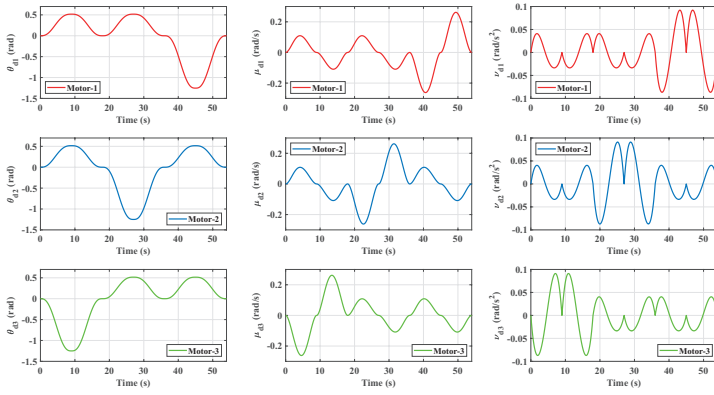 0.5
0
-0.5
-1
-1.5
θd1 (rad)
Motor-1
0 10 20 30 40 50
Time (s)
0.2
0
-0.2
μd1 (rad/s)
Motor-1
0 10 20 30 40 50
Time (s)
0.1
0.05
0
-0.05
-0.1
νd1 (rad/s²)
Motor-1
0 10 20 30 40 50
Time (s)
0.5
0
-0.5
-1
-1.5
θd2 (rad)
Motor-2
0 10 20 30 40 50
Time (s)
0.2
0
-0.2
μd2 (rad/s)
Motor-2
0 10 20 30 40 50
Time (s)
0.1
0.05
0
-0.05
-0.1
νd2 (rad/s²)
Motor-2
0 10 20 30 40 50
Time (s)
0.5
0
-0.5
-1
-1.5
θd3 (rad)
Motor-3
0 10 20 30 40 50
Time (s)
0.2
0
-0.2
μd3 (rad/s)
Motor-3
0 10 20 30 40 50
Time (s)
0.1
0.05
0
-0.05
-0.1
νd3 (rad/s²)
Motor-3
0 10 20 30 40 50
Time (s)